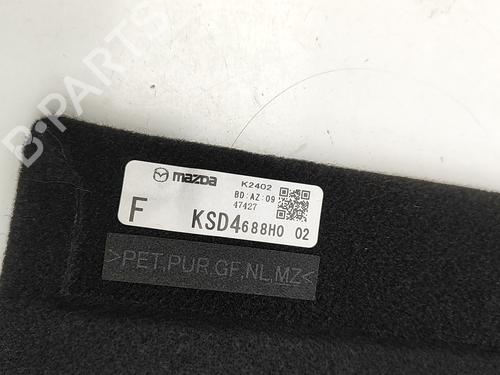 B-PARTS
mazda K2402
BD:AZ:09
47427
F KSD4688H0 02
>PET,PUR,GF,NL,MZ<